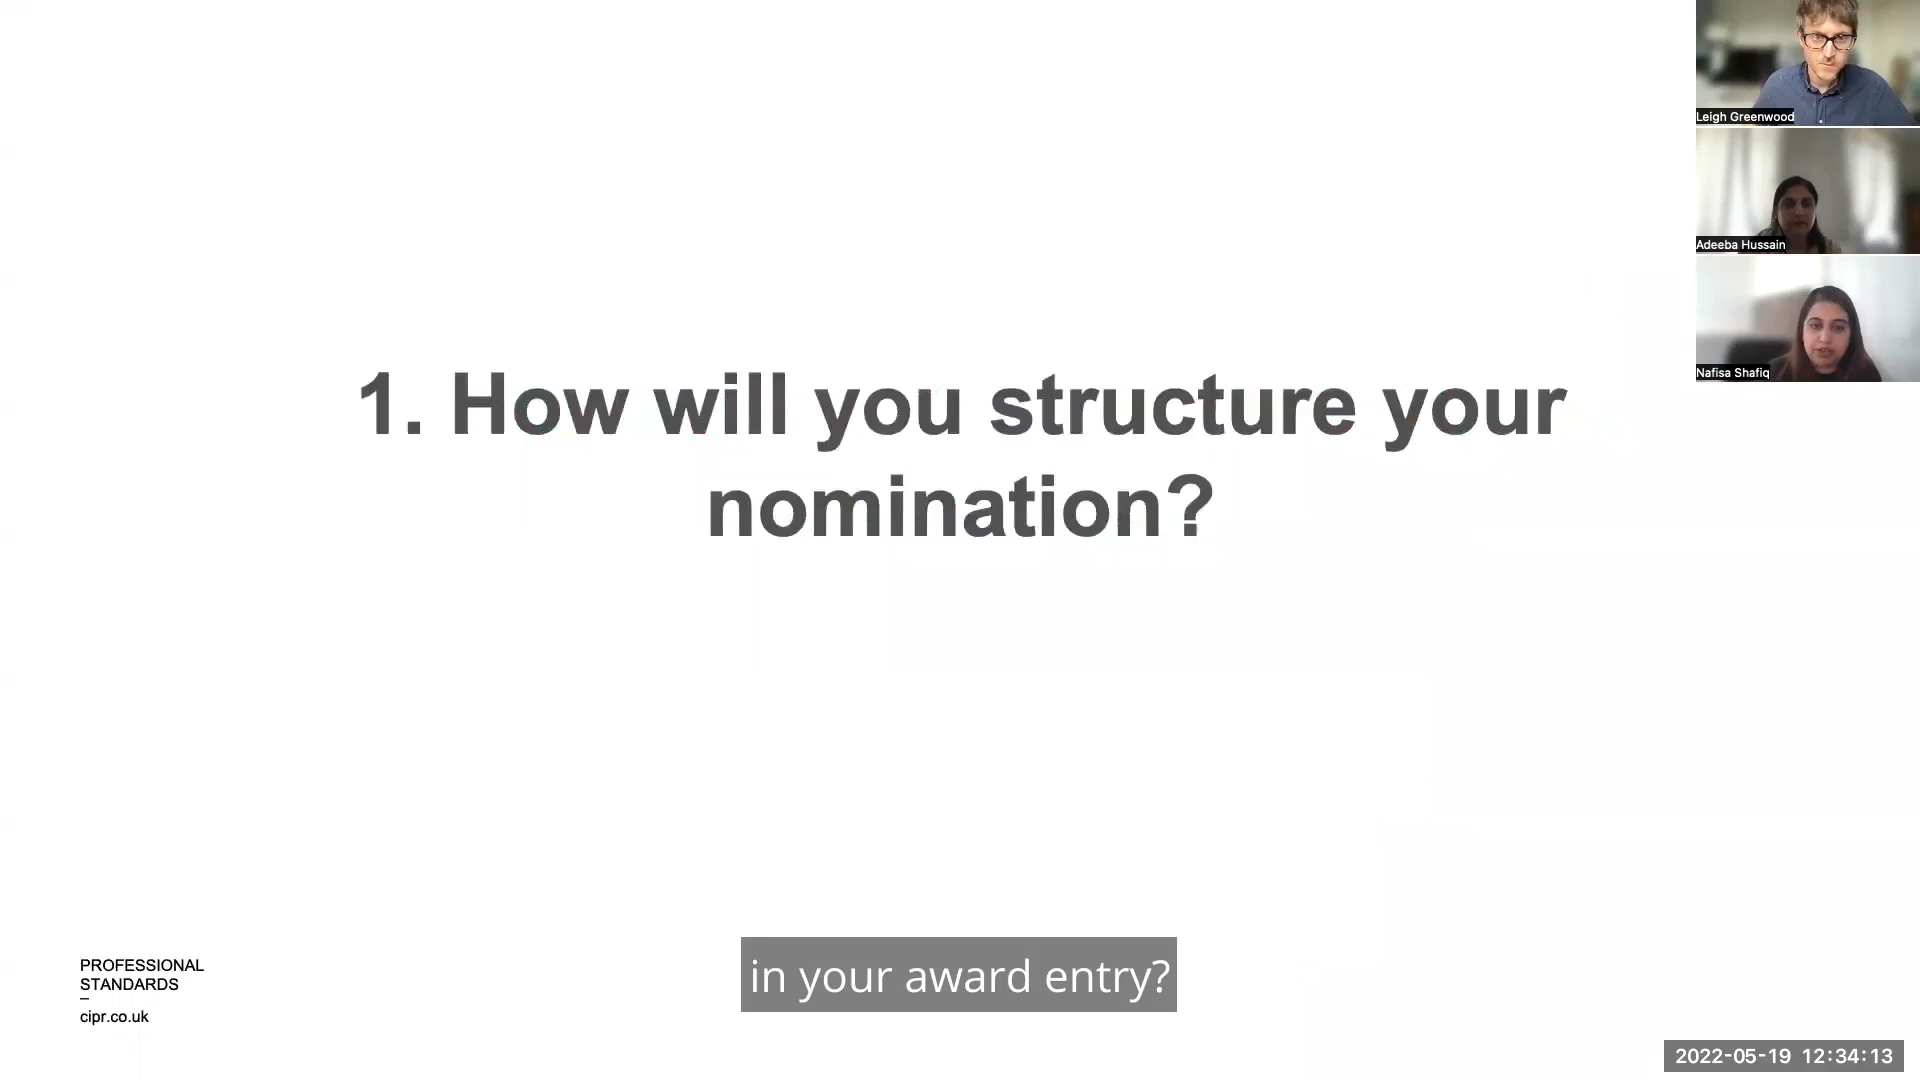 Leigh Greenwood
Adeeba Hussain
Nafisa Shafiq
1. How will you structure your
nomination?
PROFESSIONAL
STANDARDS
–
cipr.co.uk
in your award entry?
2022-05-19 12:34:13